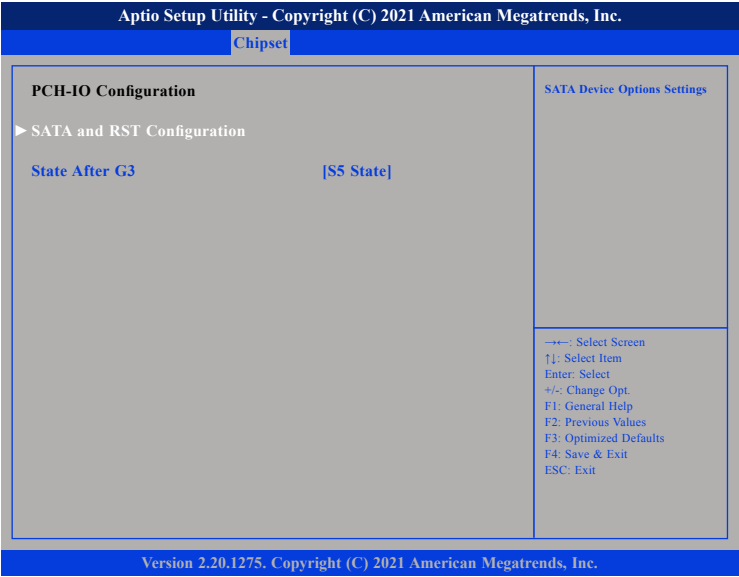 Aptio Setup Utility - Copyright (C) 2021 American Megatrends, Inc.
Chipset
PCH-IO Configuration
► SATA and RST Configuration
State After G3 [S5 State]
SATA Device Options Settings
→←: Select Screen
↑↓: Select Item
Enter: Select
+/-: Change Opt.
F1: General Help
F2: Previous Values
F3: Optimized Defaults
F4: Save & Exit
ESC: Exit
Version 2.20.1275. Copyright (C) 2021 American Megatrends, Inc.